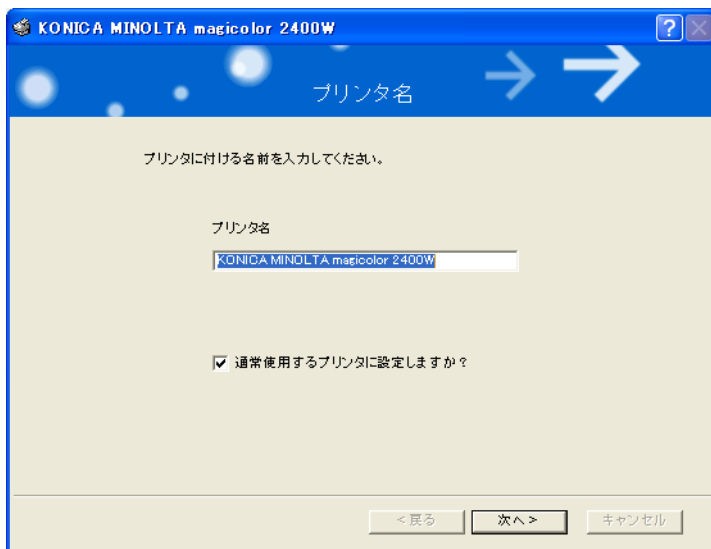 KONICA MINOLTA magicolor 2400W
プリンタ名
プリンタに付ける名前を入力してください。
プリンタ名
KONICA MINOLTA magicolor 2400W
通常使用するプリンタに設定しますか?
<戻る 次へ> キャンセル